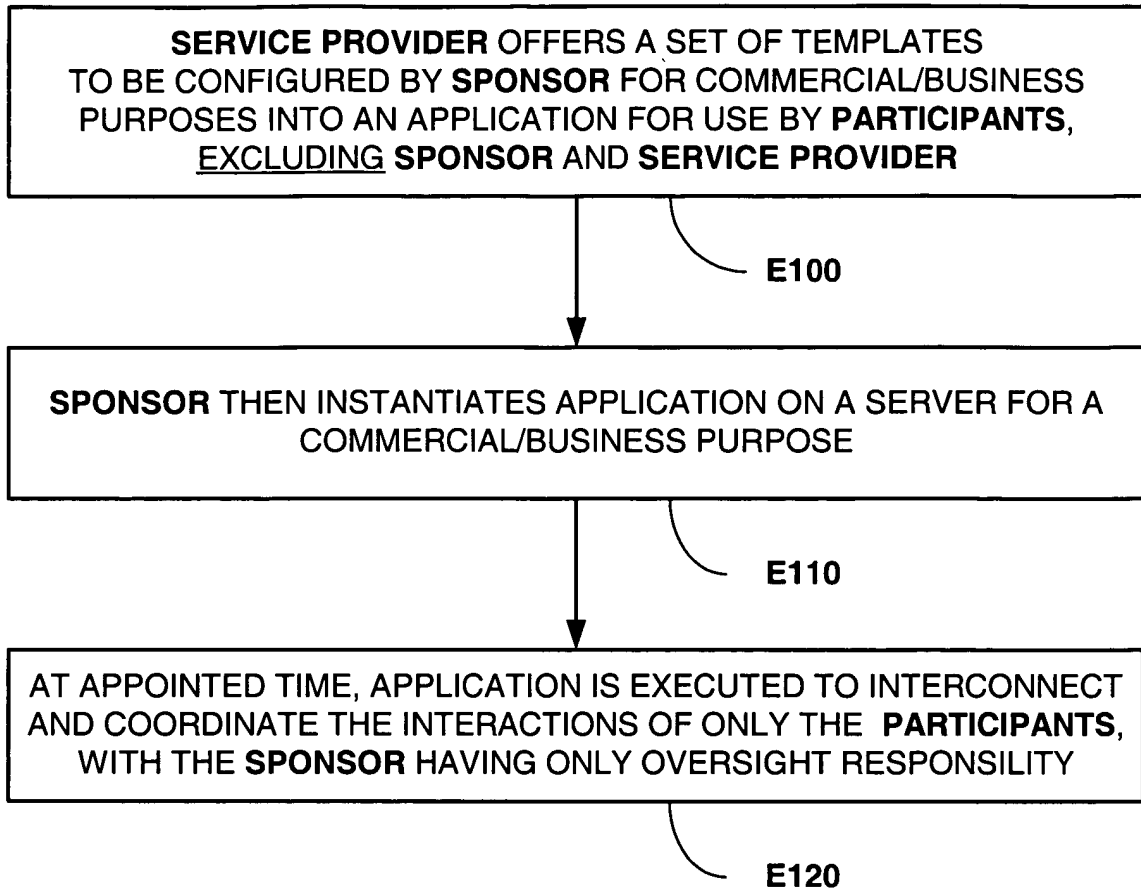 SERVICE PROVIDER OFFERS A SET OF TEMPLATES
TO BE CONFIGURED BY SPONSOR FOR COMMERCIAL/BUSINESS
PURPOSES INTO AN APPLICATION FOR USE BY PARTICIPANTS,
EXCLUDING SPONSOR AND SERVICE PROVIDER
E100
SPONSOR THEN INSTANTIATES APPLICATION ON A SERVER FOR A
COMMERCIAL/BUSINESS PURPOSE
E110
AT APPOINTED TIME, APPLICATION IS EXECUTED TO INTERCONNECT
AND COORDINATE THE INTERACTIONS OF ONLY THE PARTICIPANTS,
WITH THE SPONSOR HAVING ONLY OVERSIGHT RESPONSILITY
E120